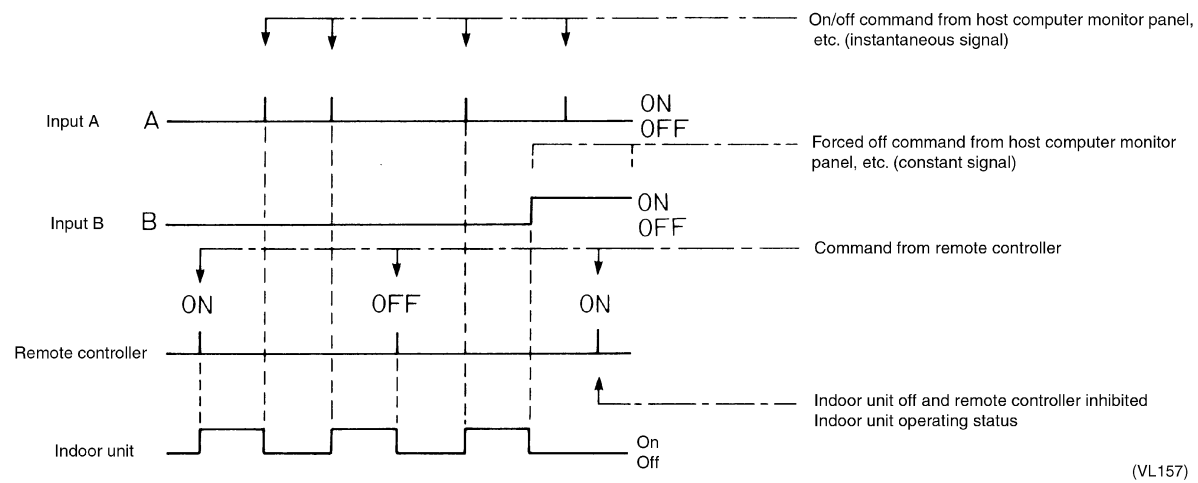 On/off command from host computer monitor panel,
etc. (instantaneous signal)
Input A A ON
OFF
Forced off command from host computer monitor
panel, etc. (constant signal)
Input B B ON
OFF
Command from remote controller
ON OFF ON
Remote controller
Indoor unit off and remote controller inhibited
Indoor unit operating status
Indoor unit On
Off
(VL157)